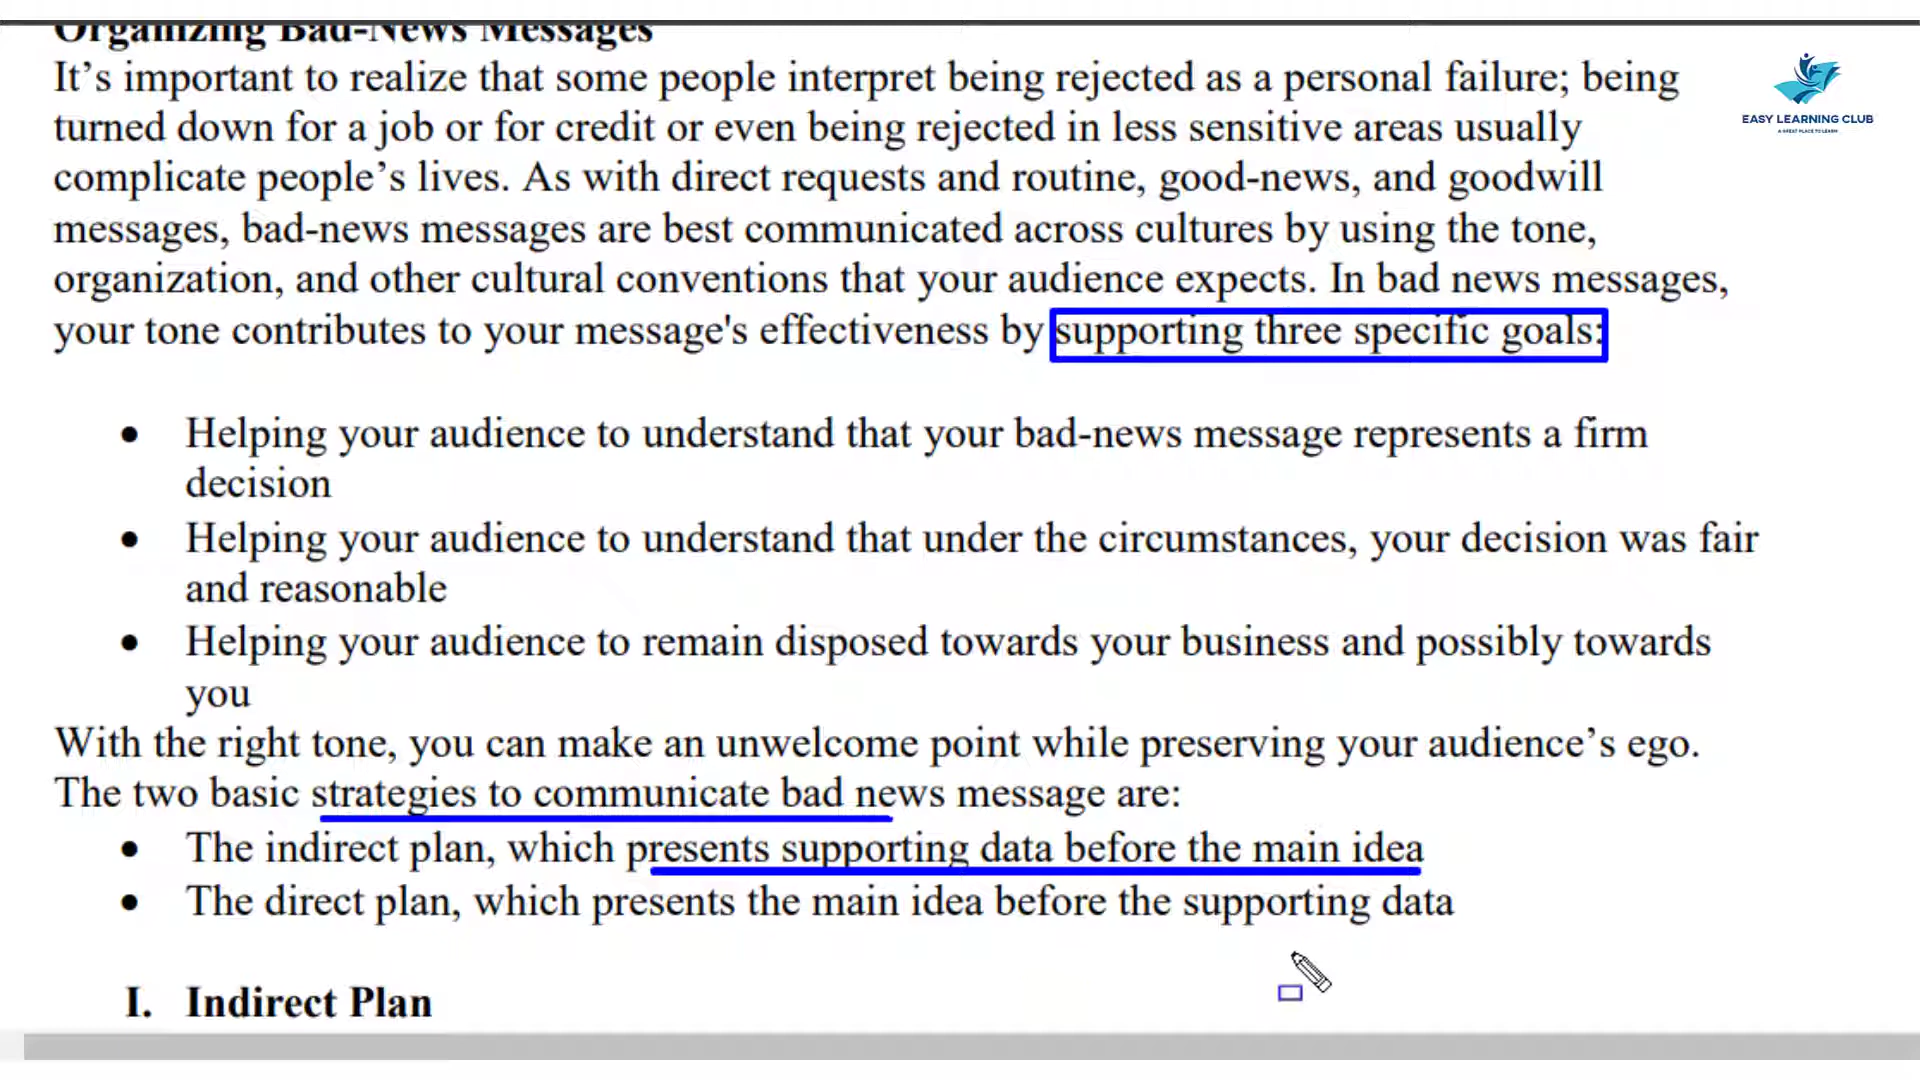 Organizing Bad-News Messages
It’s important to realize that some people interpret being rejected as a personal failure; being
turned down for a job or for credit or even being rejected in less sensitive areas usually
complicate people’s lives. As with direct requests and routine, good-news, and goodwill
messages, bad-news messages are best communicated across cultures by using the tone,
organization, and other cultural conventions that your audience expects. In bad news messages,
your tone contributes to your message's effectiveness by supporting three specific goals:
• Helping your audience to understand that your bad-news message represents a firm
decision
• Helping your audience to understand that under the circumstances, your decision was fair
and reasonable
• Helping your audience to remain disposed towards your business and possibly towards
you
With the right tone, you can make an unwelcome point while preserving your audience’s ego.
The two basic strategies to communicate bad news message are:
• The indirect plan, which presents supporting data before the main idea
• The direct plan, which presents the main idea before the supporting data
I. Indirect Plan
EASY LEARNING CLUB
A GREAT PLACE TO LEARN